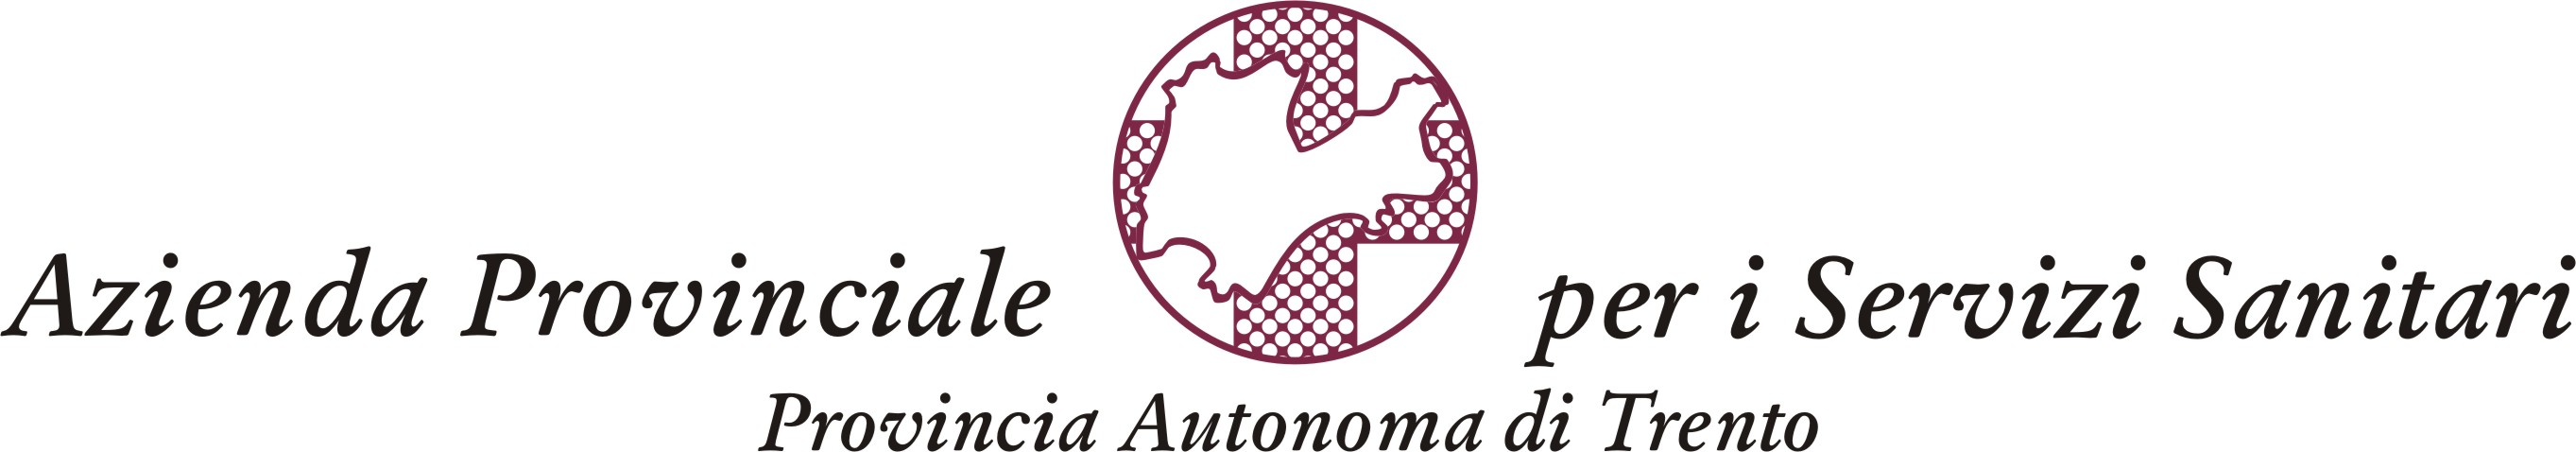 Azienda Provinciale per i Servizi Sanitari
Provincia Autonoma di Trento